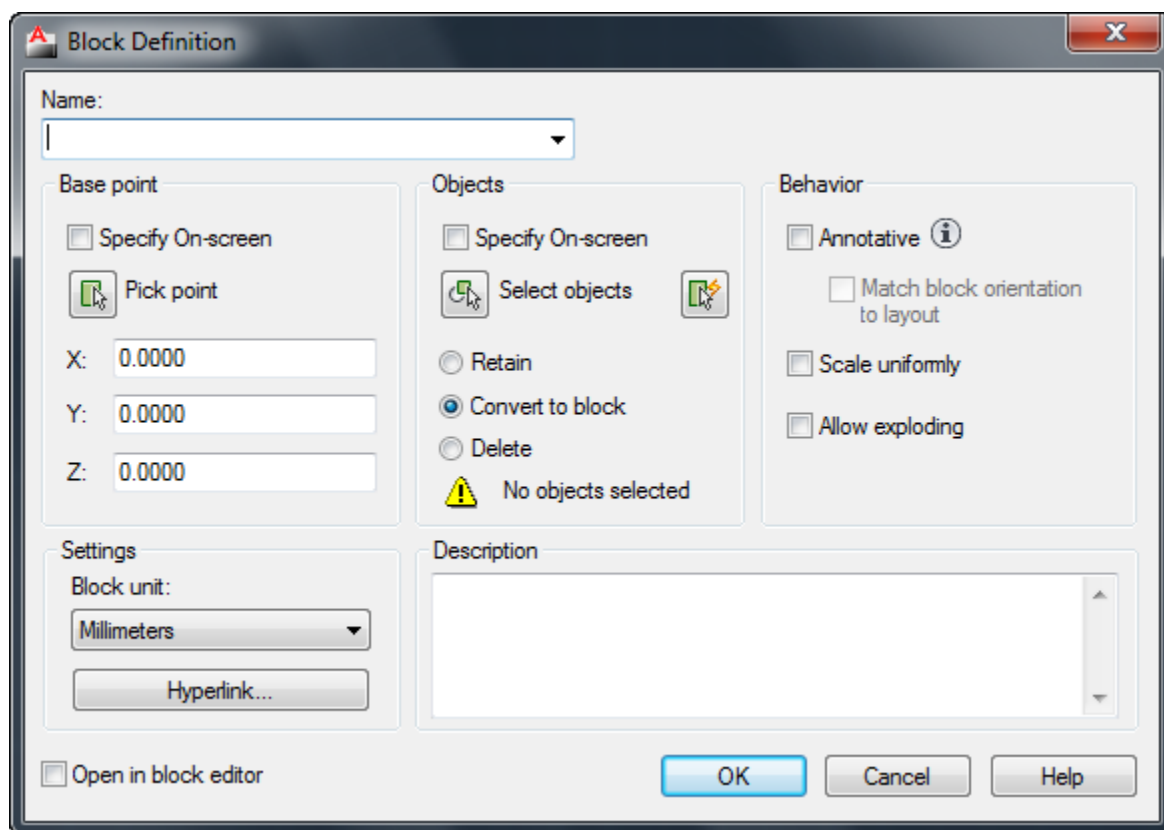 Block Definition
Name:
Base point
Specify On-screen
Pick point
X: 0.0000
Y: 0.0000
Z: 0.0000
Objects
Specify On-screen
Select objects
Retain
Convert to block
Delete
No objects selected
Behavior
Annotative
Match block orientation
to layout
Scale uniformly
Allow exploding
Settings
Block unit:
Millimeters
Hyperlink...
Description
Open in block editor
OK Cancel Help